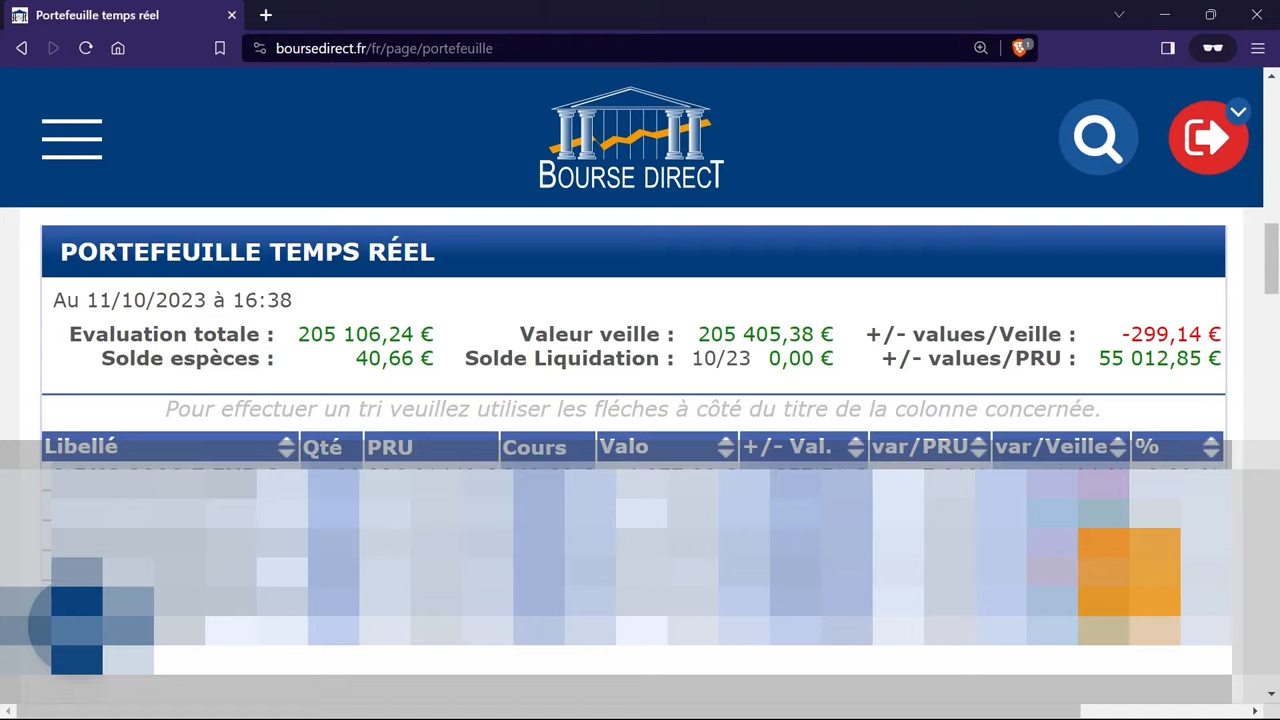 Portefeuille temps réel
boursedirect.fr/fr/page/portefeuille
1
BOURSE DIRECT
PORTEFEUILLE TEMPS RÉEL
Au 11/10/2023 à 16:38
Evaluation totale : 205 106,24 € Valeur veille : 205 405,38 € +/- values/Veille : -299,14 €
Solde espèces : 40,66 € Solde Liquidation : 10/23 0,00 € +/- values/PRU : 55 012,85 €
Pour effectuer un tri veuillez utiliser les fléches à côté du titre de la colonne concernée.
Libellé Qté PRU Cours Valo +/- Val. var/PRU var/Veille %